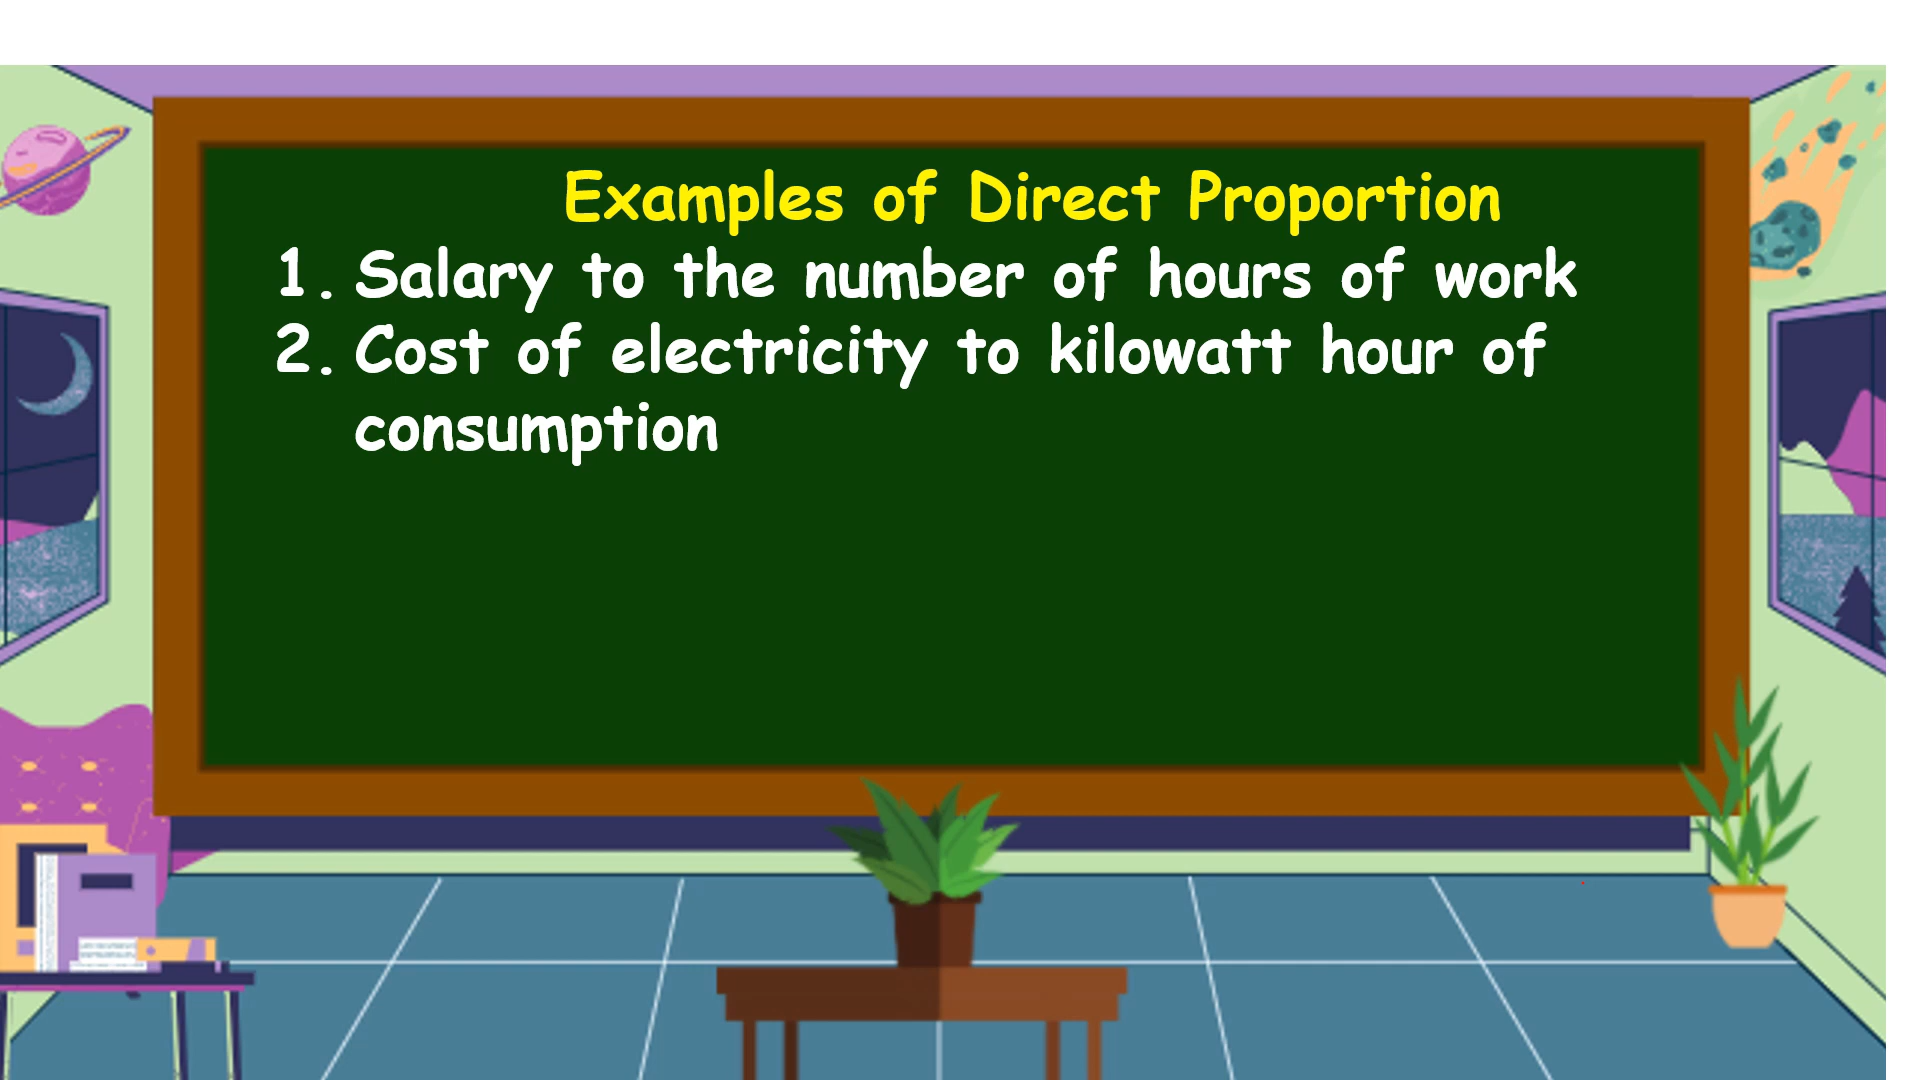 Examples of Direct Proportion
1. Salary to the number of hours of work
2. Cost of electricity to kilowatt hour of
consumption